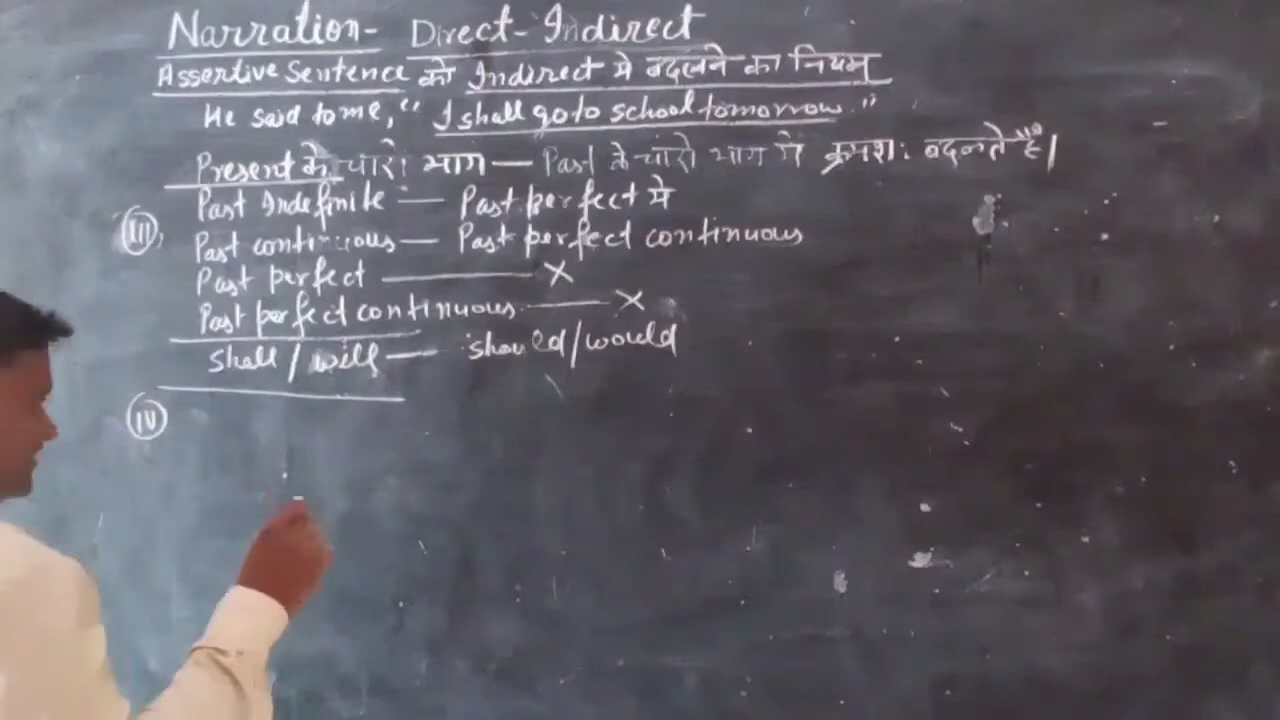 Narration- Direct-Indirect
Assertive Sentence को Indirect मे बदलने का नियम
He said to me, "I shall go to school tomorrow."
Present के चारो भाग — Past के चारो भाग मे क्रमश: बदलते है।
Past Indefinite — Past perfect मे
(III), Past continuous — Past perfect continuous
Past perfect — X
Past perfect continuous — X
shall / will — should/would
(IV)